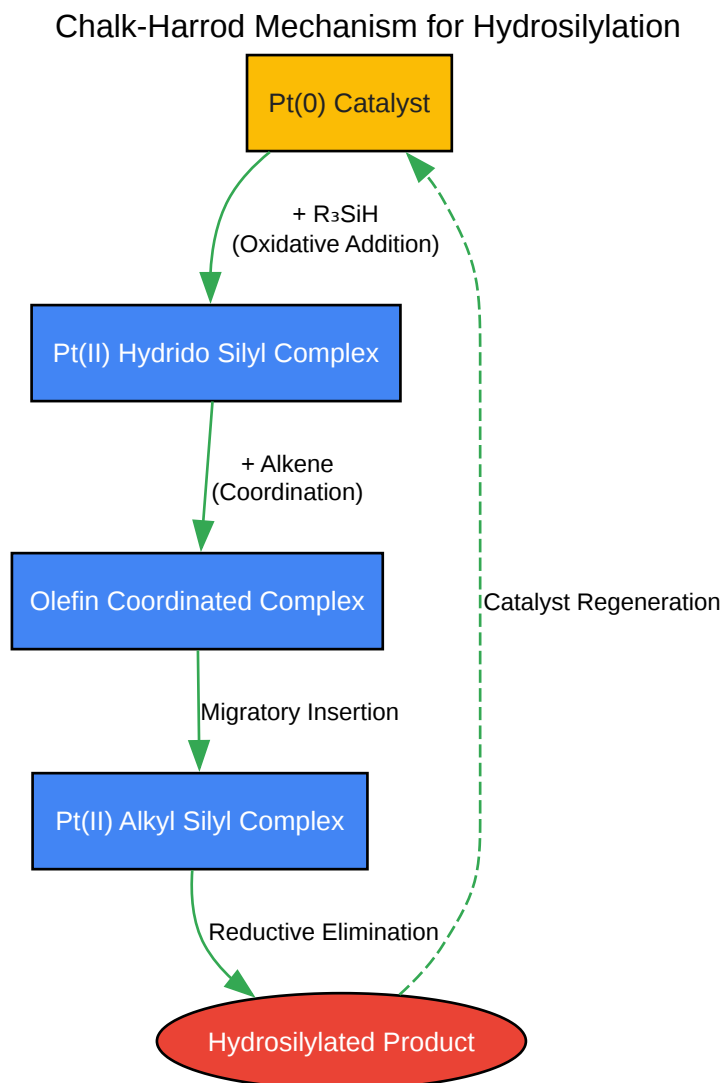 Chalk-Harrod Mechanism for Hydrosilylation
Pt(0) Catalyst
+ R₃SiH
(Oxidative Addition)
Pt(II) Hydrido Silyl Complex
+ Alkene
(Coordination)
Olefin Coordinated Complex
Catalyst Regeneration
Migratory Insertion
Pt(II) Alkyl Silyl Complex
Reductive Elimination
Hydrosilylated Product